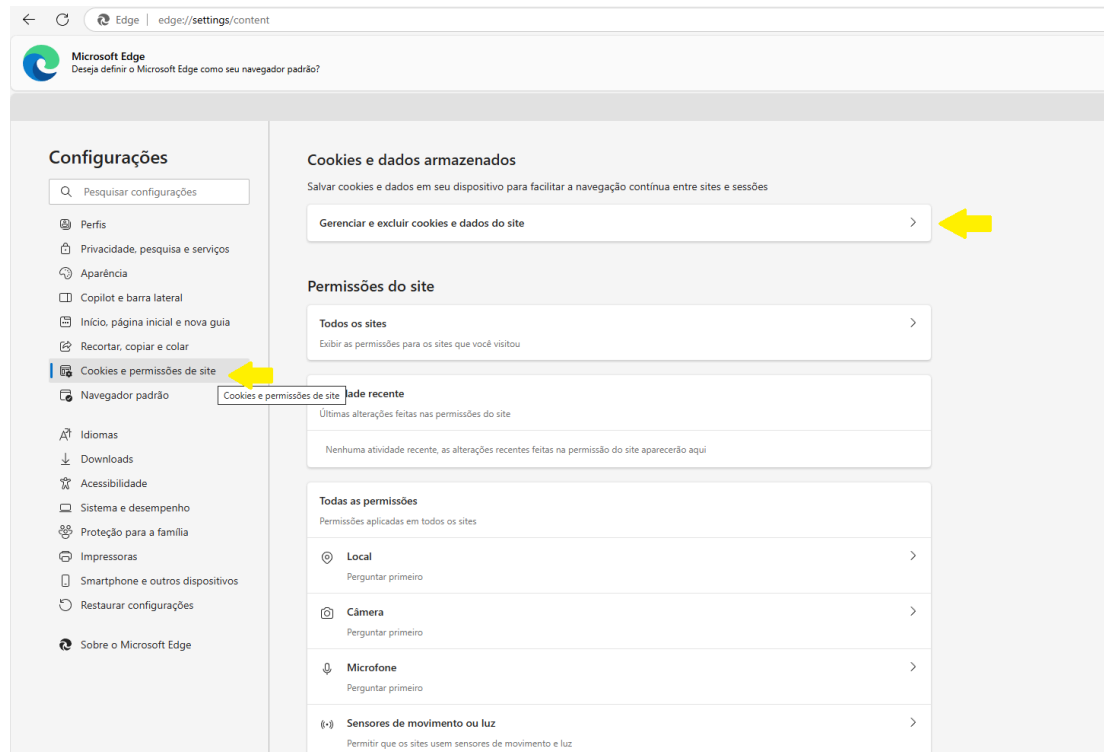 Edge
edge://settings/content
Microsoft Edge
Deseja definir o Microsoft Edge como seu navegador padrão?
Configurações
Pesquisar configurações
Perfis
Privacidade, pesquisa e serviços
Aparência
Copilot e barra lateral
Início, página inicial e nova guia
Recortar, copiar e colar
Cookies e permissões de site
Navegador padrão
Cookies e permissões de site
Idiomas
Downloads
Acessibilidade
Sistema e desempenho
Proteção para a família
Impressoras
Smartphone e outros dispositivos
Restaurar configurações
Sobre o Microsoft Edge
Cookies e dados armazenados
Salvar cookies e dados em seu dispositivo para facilitar a navegação contínua entre sites e sessões
Gerenciar e excluir cookies e dados do site
Permissões do site
Todos os sites
Exibir as permissões para os sites que você visitou
dade recente
Últimas alterações feitas nas permissões do site
Nenhuma atividade recente, as alterações recentes feitas na permissão do site aparecerão aqui
Todas as permissões
Permissões aplicadas em todos os sites
Local
Perguntar primeiro
Câmera
Perguntar primeiro
Microfone
Perguntar primeiro
Sensores de movimento ou luz
Permitir que os sites usem sensores de movimento e luz